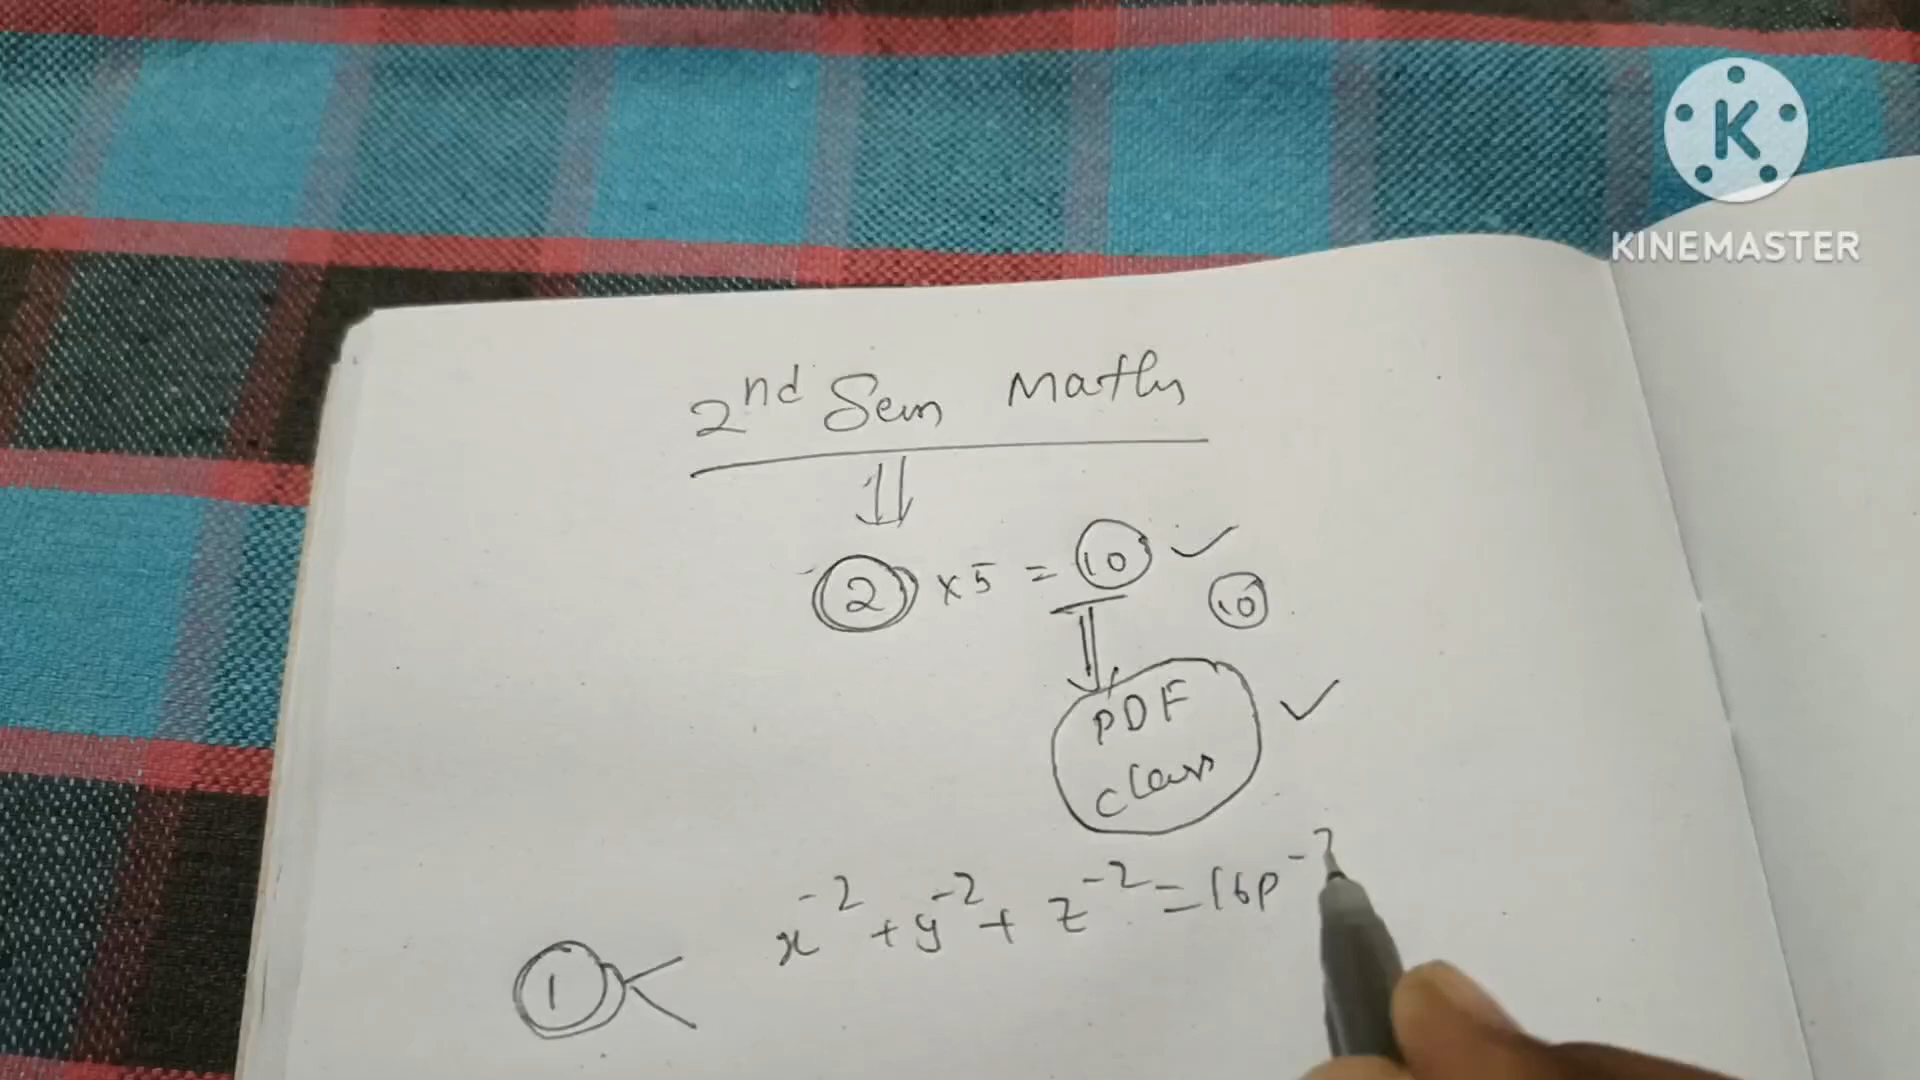 K
KINEMASTER
2nd Sem Maths
2 x 5 = 10
10
PDF
class
x⁻² + y⁻² + z⁻² = 16p⁻²
1